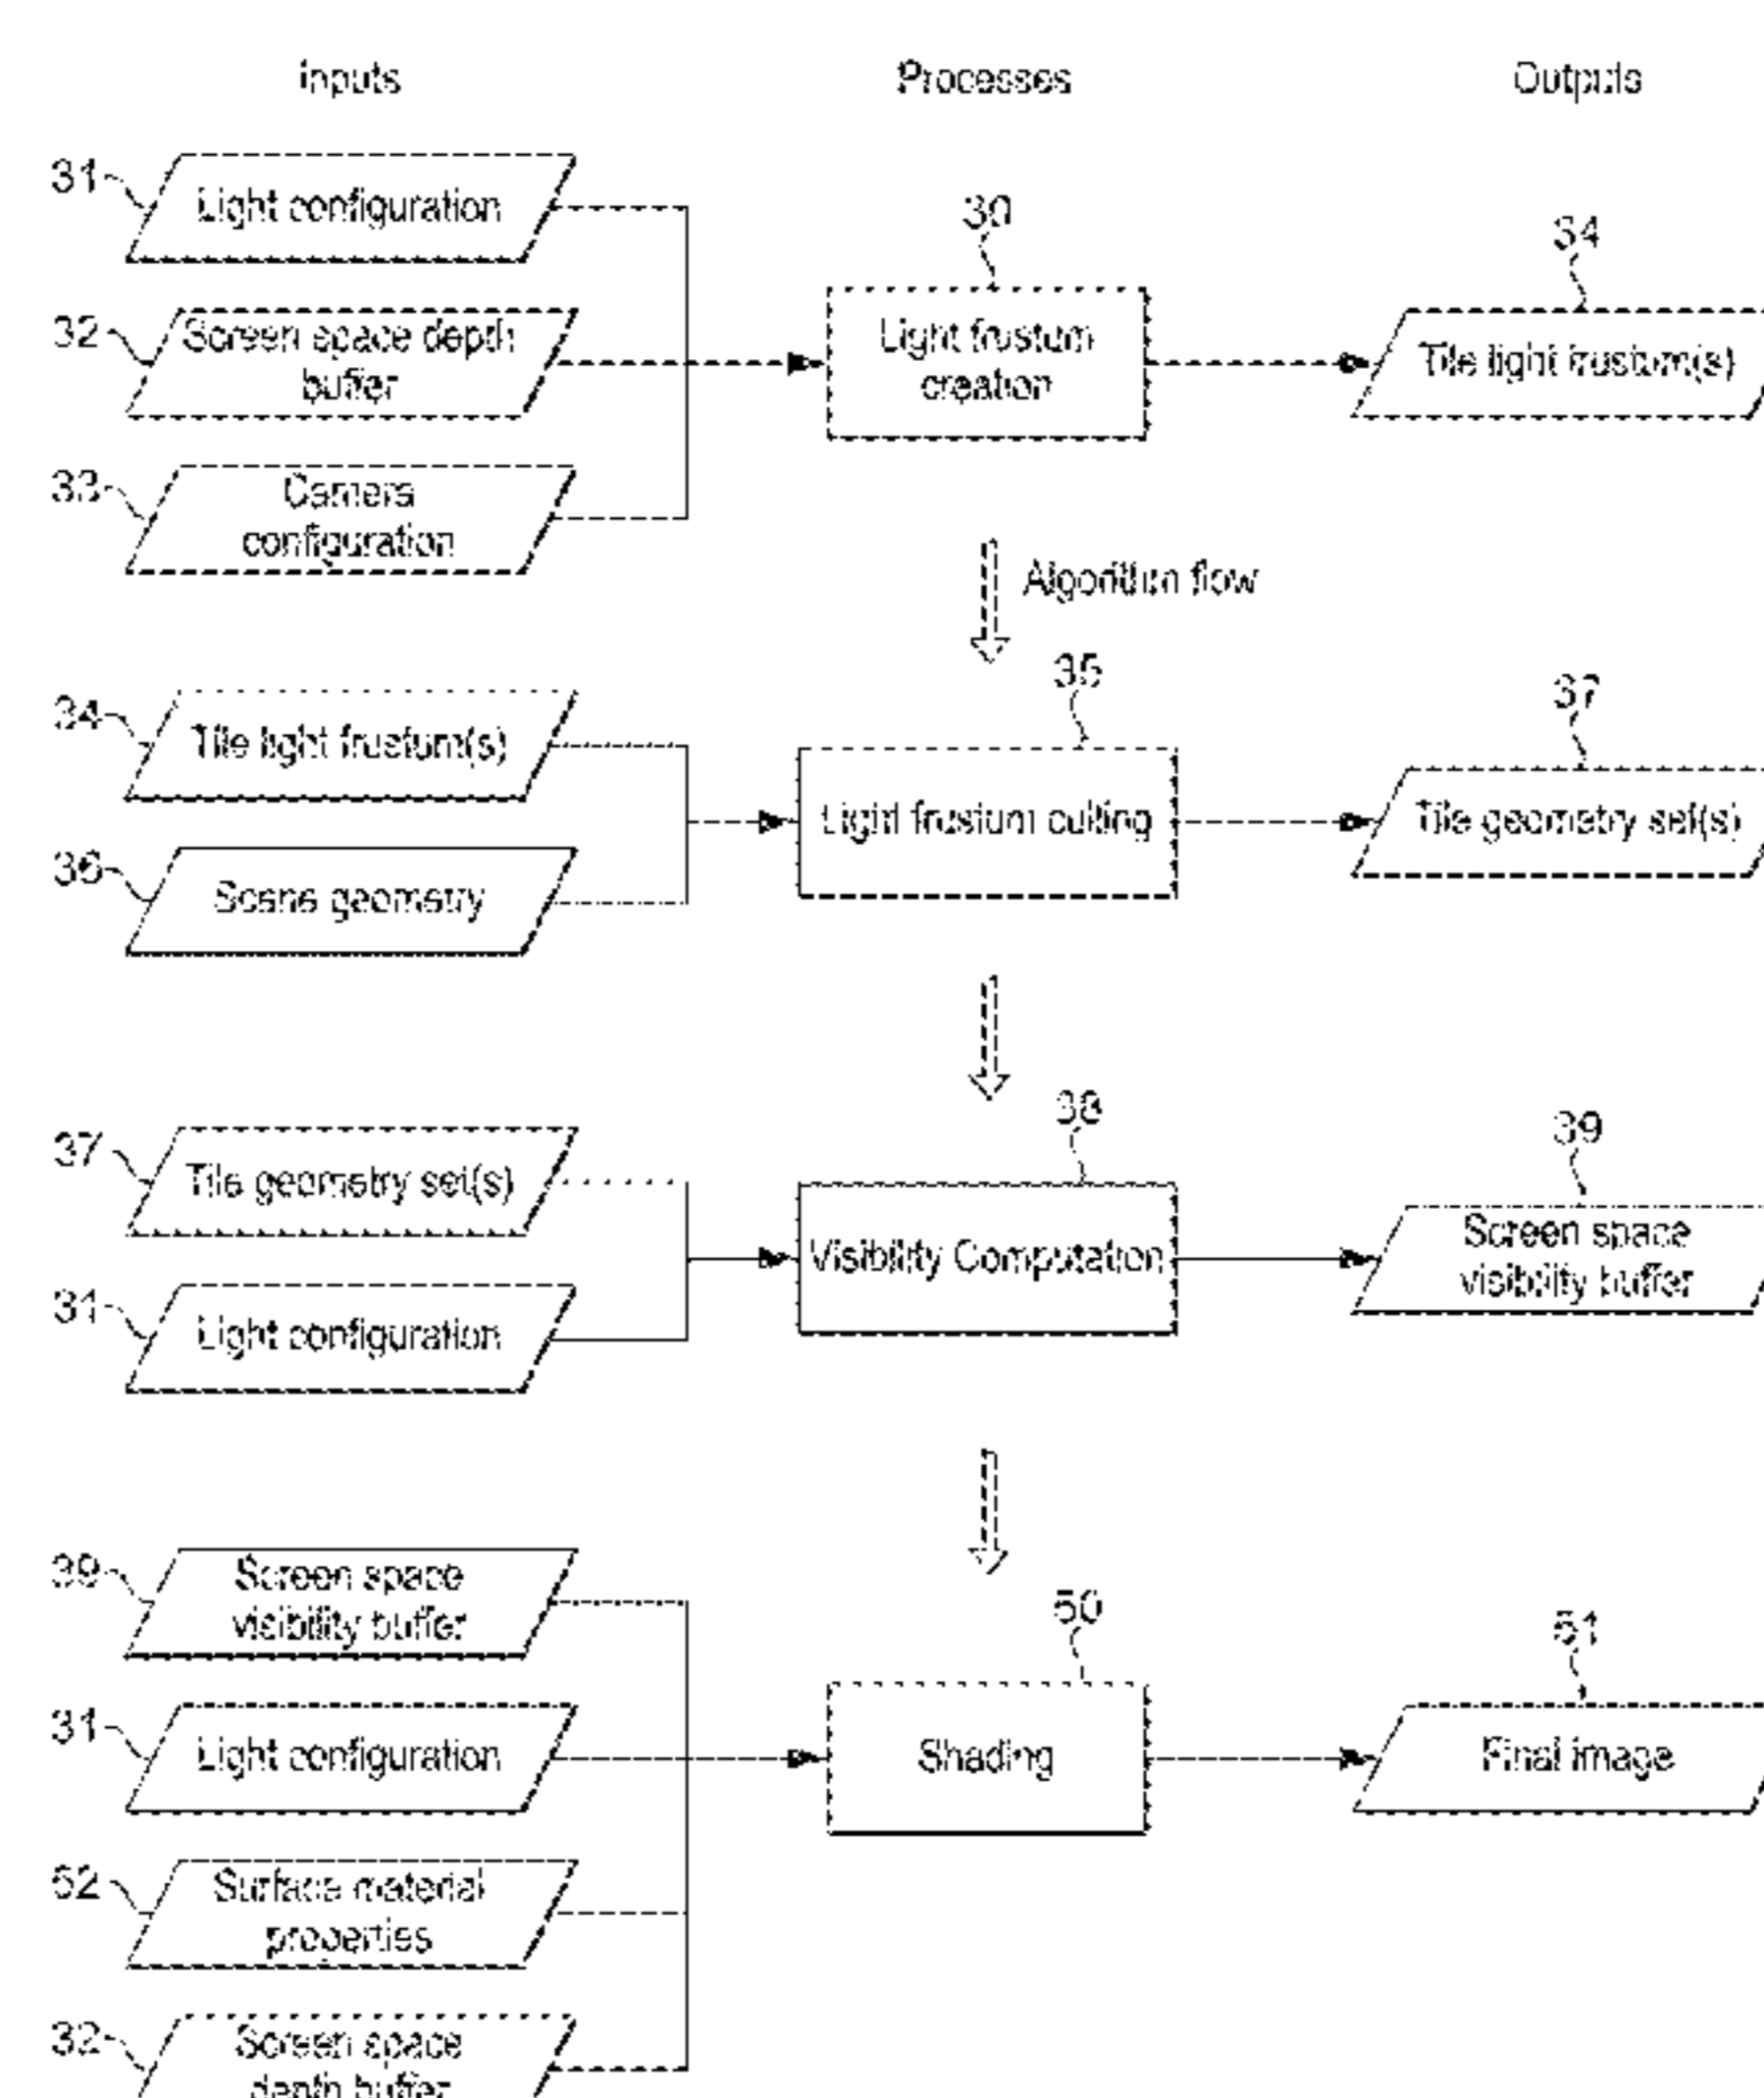 Inputs
Processes
Outputs
31
Light configuration
30
34
32
Screen space depth
buffer
Light frustum
creation
Tile light frustum(s)
33
Camera
configuration
Algorithm flow
35
37
34
Tile light frustum(s)
Light frustum culling
Tile geometry set(s)
36
Scene geometry
38
39
37
Tile geometry set(s)
Visibility Computation
Screen space
visibility buffer
31
Light configuration
39
Screen space
visibility buffer
50
51
31
Light configuration
Shading
Final image
52
Surface material
properties
32
Screen space
depth buffer